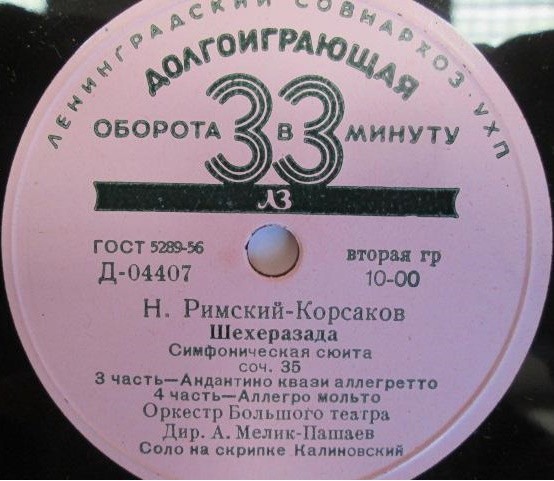 ЛЕНИНГРАДСКИЙ СОВНАРХОЗ · УХП
ДОЛГОИГРАЮЩАЯ
ОБОРОТА 33 В МИНУТУ
ЛЗ
ГОСТ 5289-56
вторая гр
Д-04407
10-00
Н. Римский-Корсаков
Шехеразада
Симфоническая сюита
соч. 35
3 часть—Андантино квази аллегретто
4 часть—Аллегро мольто
Оркестр Большого театра
Дир. А. Мелик-Пашаев
Соло на скрипке Калиновский